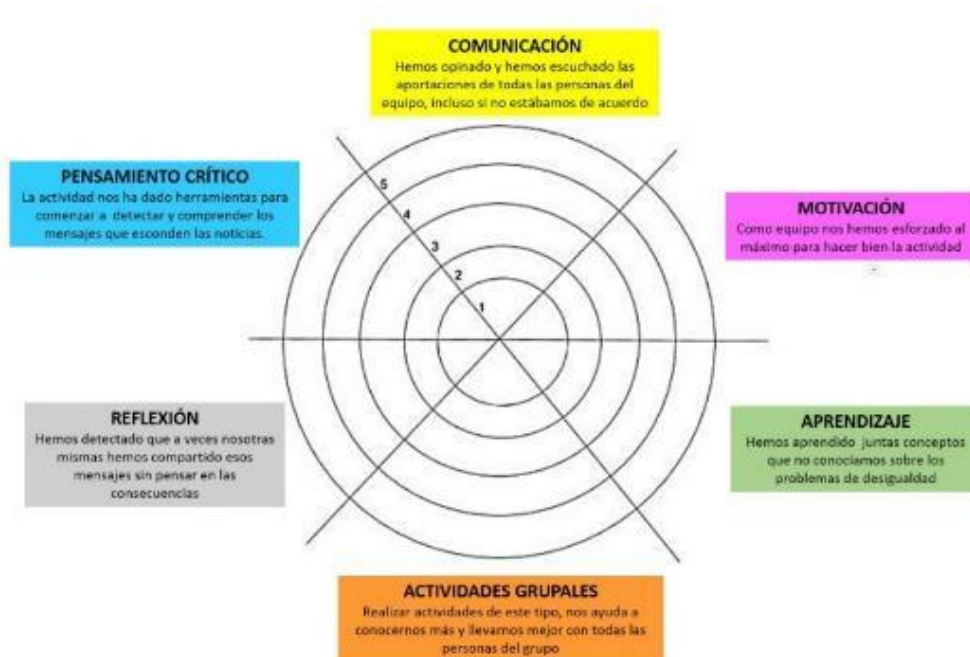 COMUNICACIÓN
Hemos opinado y hemos escuchado las
aportaciones de todas las personas del
equipo, incluso si no estábamos de acuerdo
PENSAMIENTO CRÍTICO
La actividad nos ha dado herramientas para
comenzar a detectar y comprender los
mensajes que esconden las noticias.
5
4
3
2
1
MOTIVACIÓN
Como equipo nos hemos esforzado al
máximo para hacer bien la actividad
REFLEXIÓN
Hemos detectado que a veces nosotras
mismas hemos compartido esos
mensajes sin pensar en las
consecuencias
APRENDIZAJE
Hemos aprendido juntas conceptos
que no conocíamos sobre los
problemas de desigualdad
ACTIVIDADES GRUPALES
Realizar actividades de este tipo, nos ayuda a
conocernos más y llevarnos mejor con todas las
personas del grupo